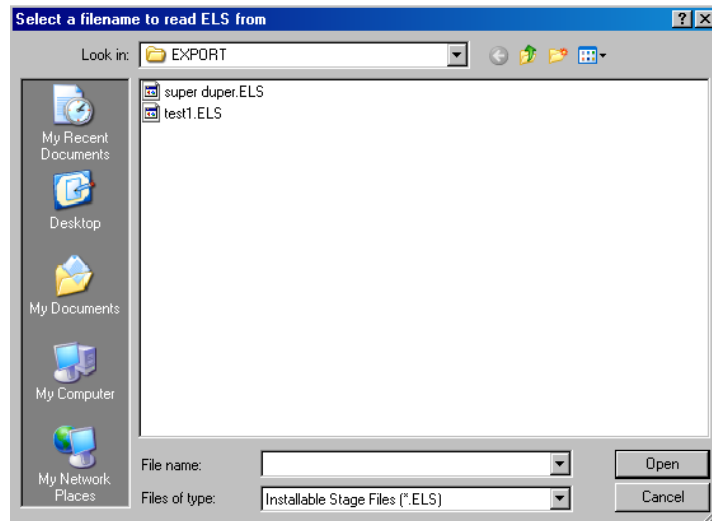 Select a filename to read ELS from
Look in: EXPORT
super duper.ELS
test1.ELS
My Recent
Documents
Desktop
My Documents
My Computer
My Network
Places
File name:
Open
Files of type: Installable Stage Files (*.ELS)
Cancel